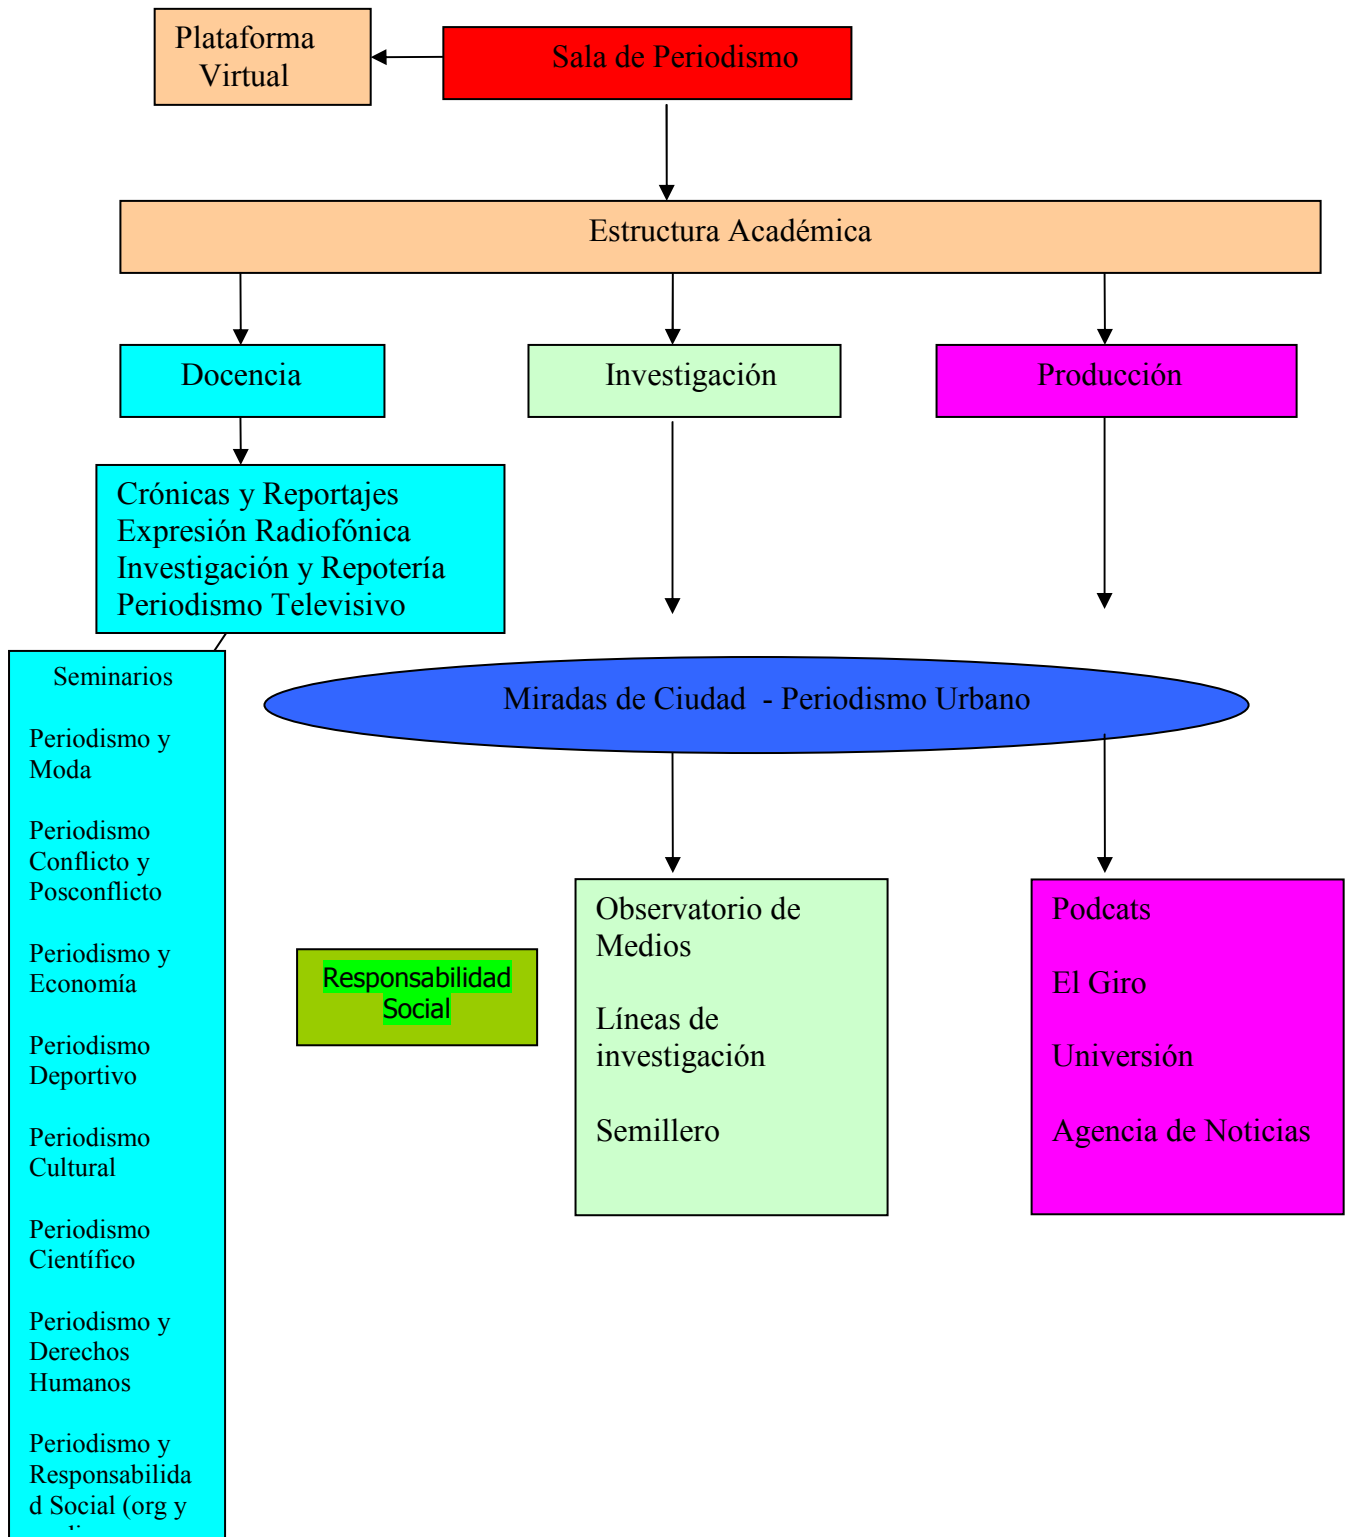 Plataforma
Virtual
Sala de Periodismo
Estructura Académica
Docencia
Investigación
Producción
Crónicas y Reportajes
Expresión Radiofónica
Investigación y Repotería
Periodismo Televisivo
Seminarios
Periodismo y
Moda
Periodismo
Conflicto y
Posconflicto
Periodismo y
Economía
Periodismo
Deportivo
Periodismo
Cultural
Periodismo
Científico
Periodismo y
Derechos
Humanos
Periodismo y
Responsabilida
d Social (org y
Miradas de Ciudad - Periodismo Urbano
Responsabilidad
Social
Observatorio de
Medios
Líneas de
investigación
Semillero
Podcats
El Giro
Universión
Agencia de Noticias